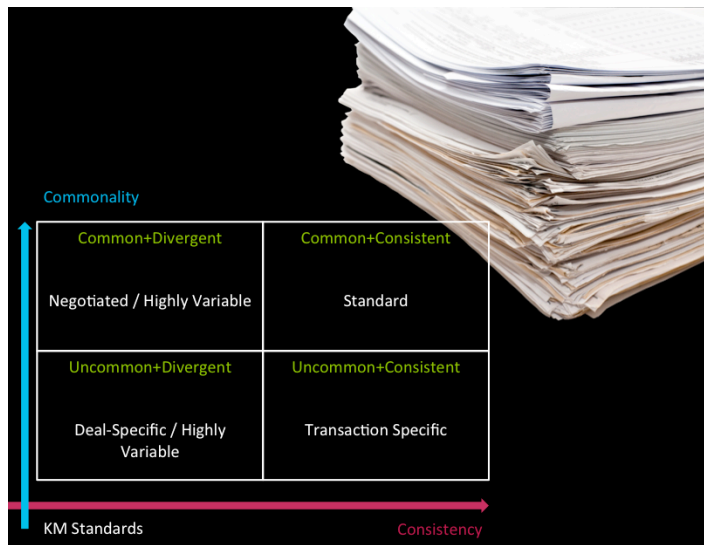 Commonality
Common+Divergent
Common+Consistent
Negotiated / Highly Variable
Standard
Uncommon+Divergent
Uncommon+Consistent
Deal-Specific / Highly
Variable
Transaction Specific
KM Standards
Consistency